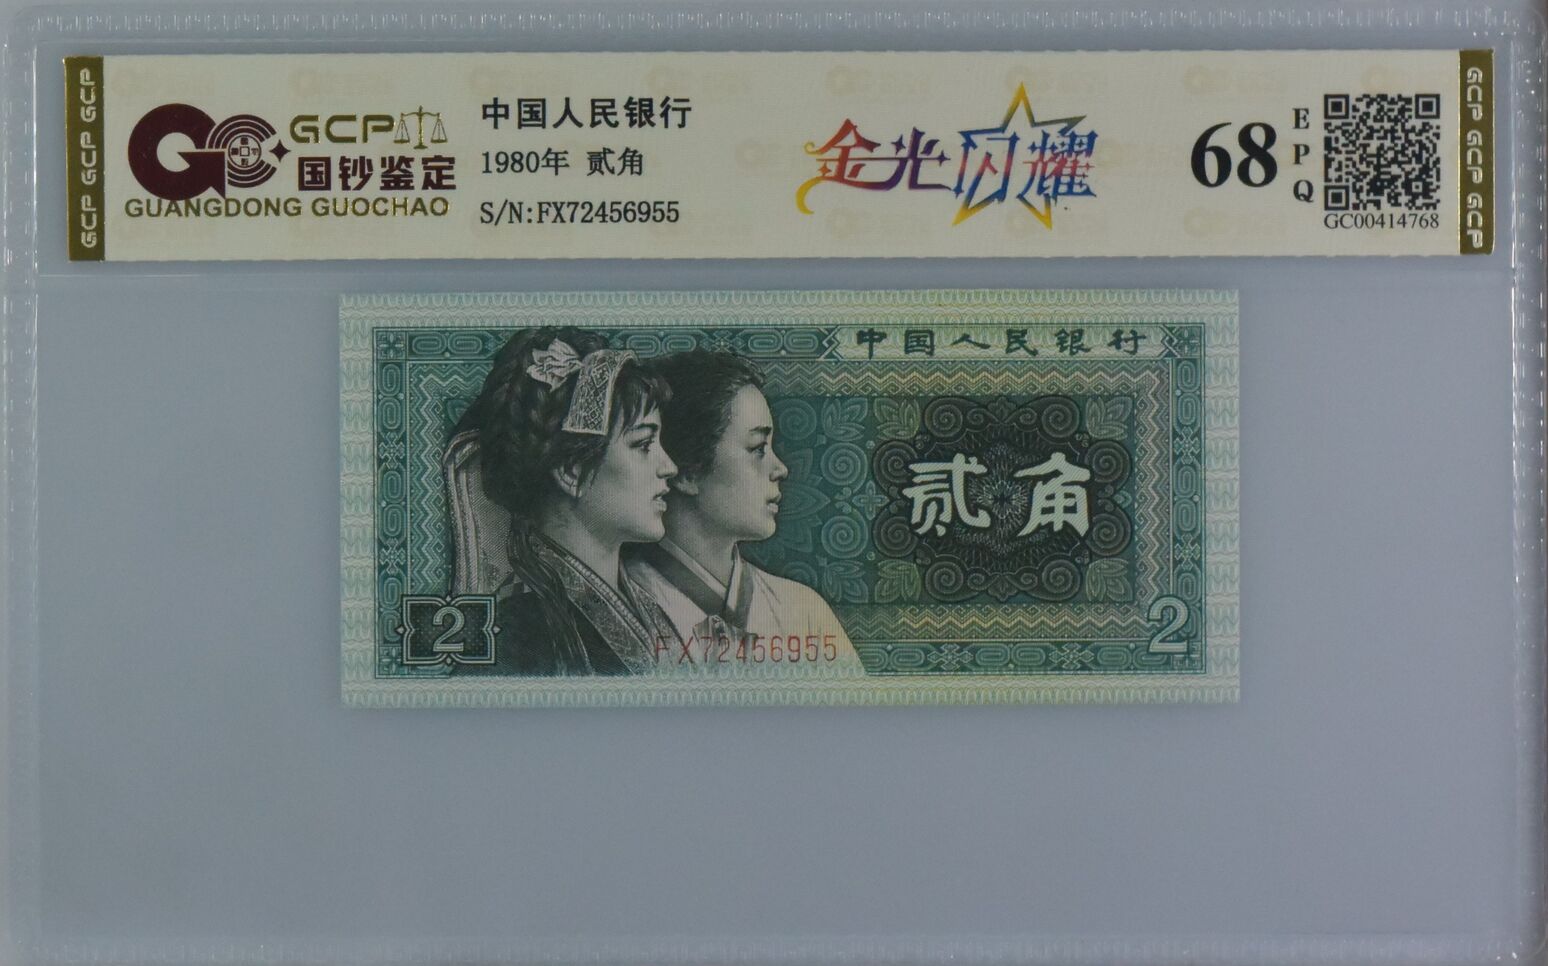 GCP GCP GCP
GCP
国钞鉴定
GUANGDONG GUOCHAO
中国人民银行
1980年 贰角
S/N:FX72456955
金光闪耀
68
EPQ
GC00414768
GCP GCP GCP
中国人民银行
贰角
2
FX72456955
2